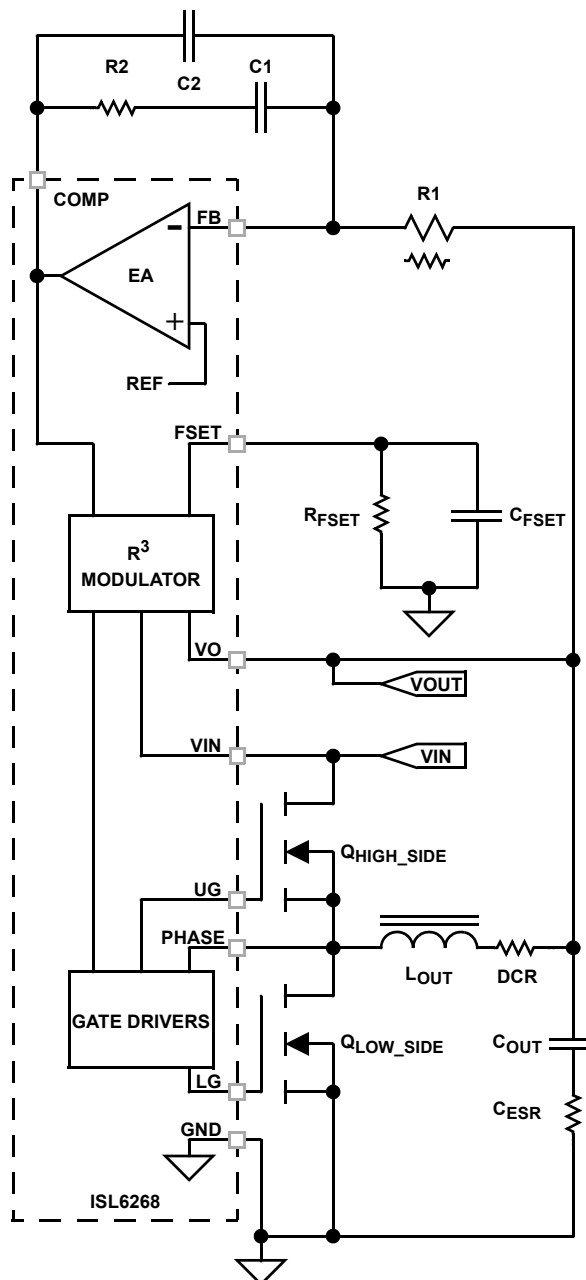 R2
C2
C1
COMP
FB
R1
-
EA
+
REF
FSET
RFSET
CFSET
R3
MODULATOR
VO
VOUT
VIN
VIN
QHIGH_SIDE
UG
PHASE
LOUT
DCR
GATE DRIVERS
QLOW_SIDE
COUT
LG
CESR
GND
ISL6268